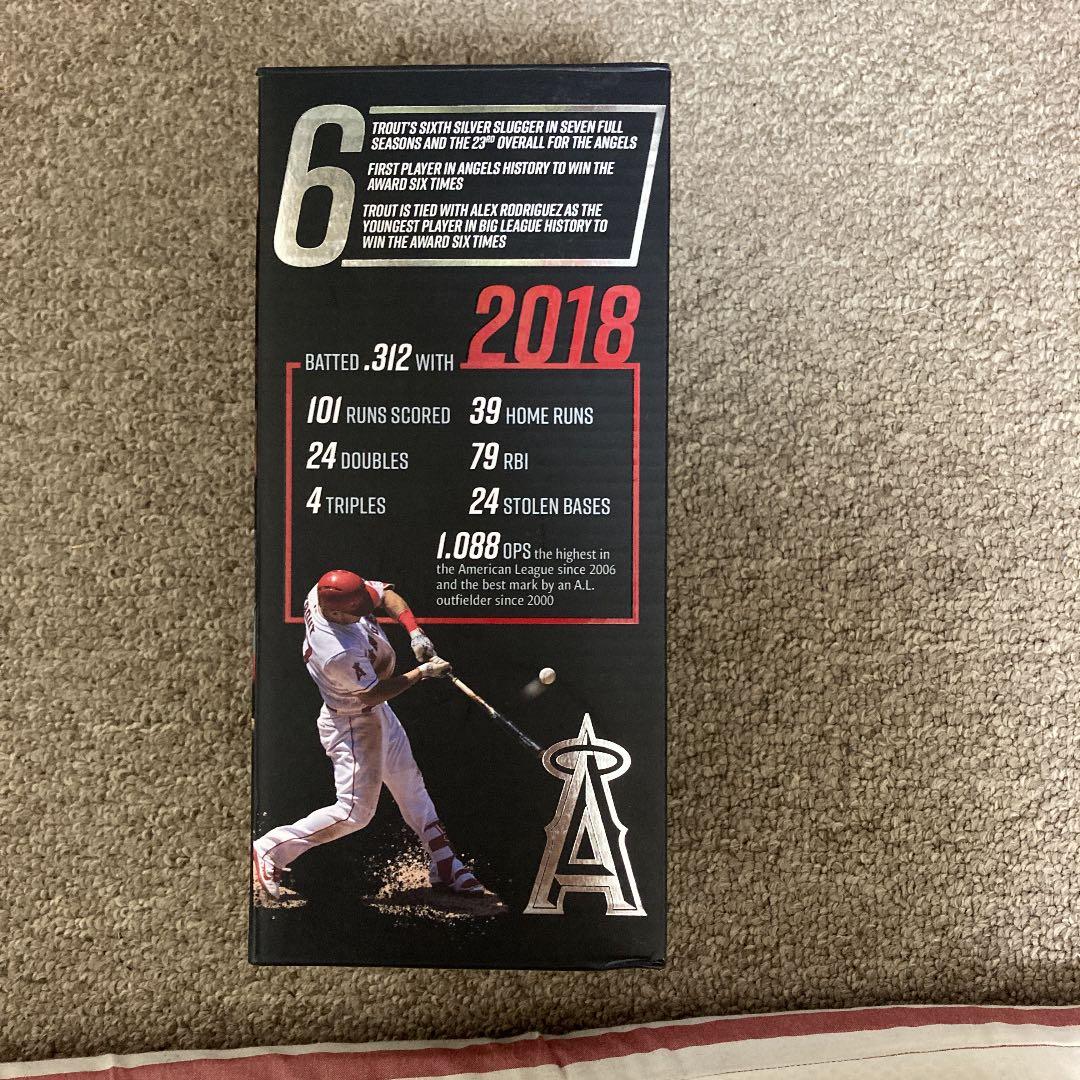 6
TROUT'S SIXTH SILVER SLUGGER IN SEVEN FULL
SEASONS AND THE 23RD OVERALL FOR THE ANGELS
FIRST PLAYER IN ANGELS HISTORY TO WIN THE
AWARD SIX TIMES
TROUT IS TIED WITH ALEX RODRIGUEZ AS THE
YOUNGEST PLAYER IN BIG LEAGUE HISTORY TO
WIN THE AWARD SIX TIMES
2018
BATTED .312 WITH
101 RUNS SCORED 39 HOME RUNS
24 DOUBLES 79 RBI
4 TRIPLES 24 STOLEN BASES
1.088 OPS the highest in
the American League since 2006
and the best mark by an A.L.
outfielder since 2000
A